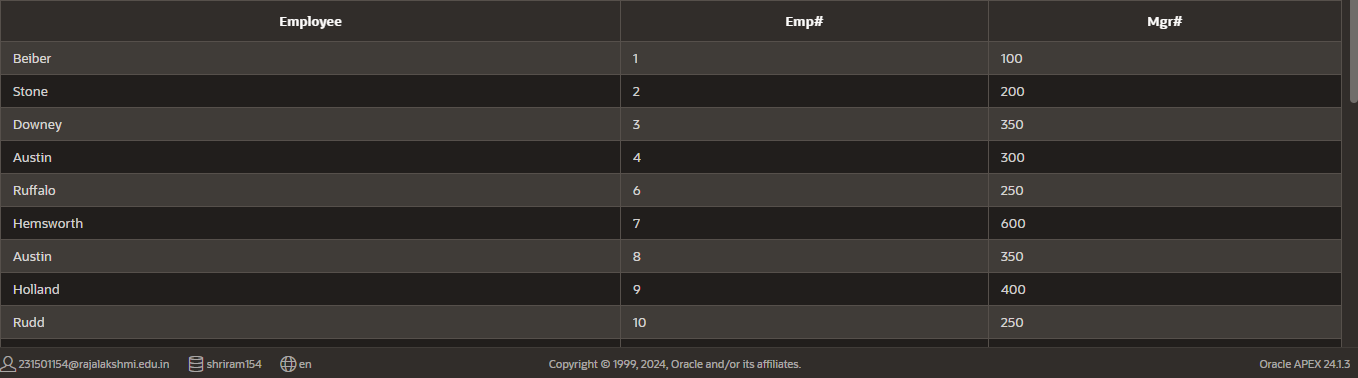 Employee Emp# Mgr#
Beiber 1 100
Stone 2 200
Downey 3 350
Austin 4 300
Ruffalo 6 250
Hemsworth 7 600
Austin 8 350
Holland 9 400
Rudd 10 250
231501154@rajalakshmi.edu.in shriram154 en Copyright © 1999, 2024, Oracle and/or its affiliates. Oracle APEX 24.1.3